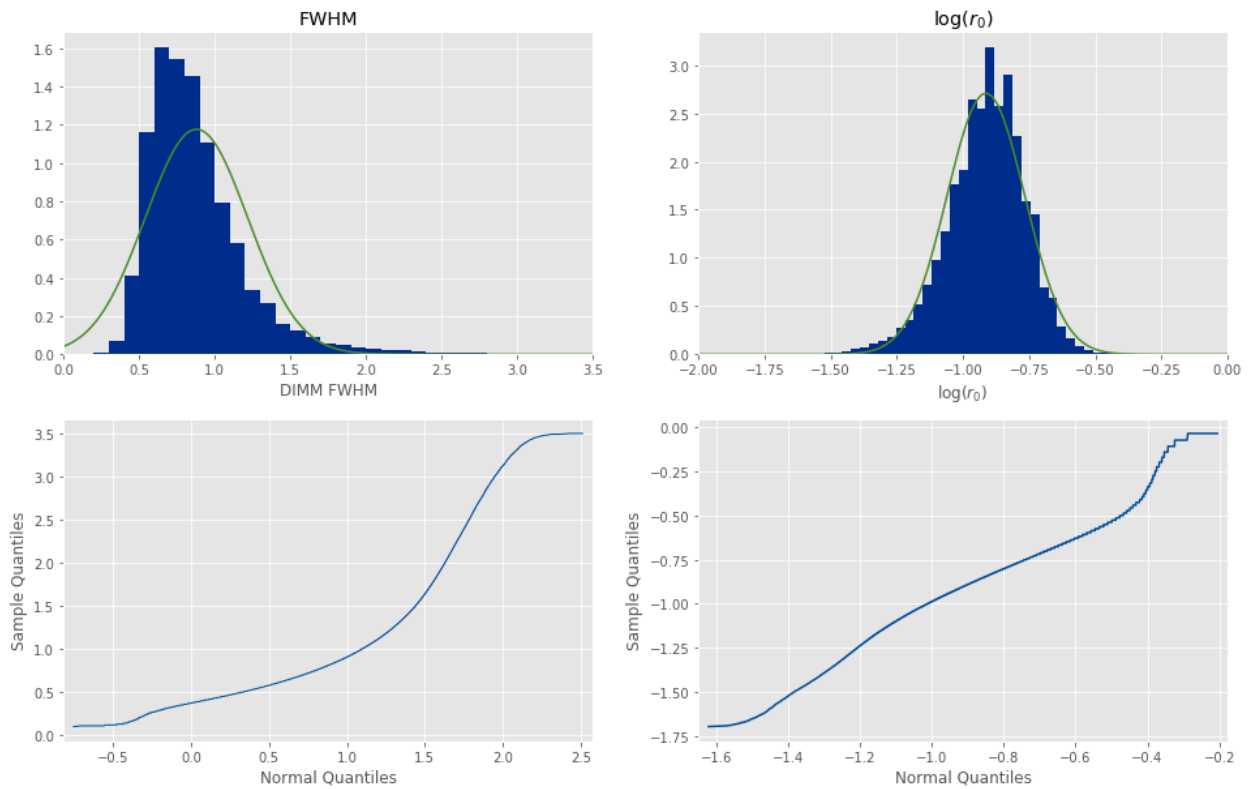 FWHM
1.6
1.4
1.2
1.0
0.8
0.6
0.4
0.2
0.0
0.0 0.5 1.0 1.5 2.0 2.5 3.0 3.5
DIMM FWHM
log(r₀)
3.0
2.5
2.0
1.5
1.0
0.5
0.0
−2.00 −1.75 −1.50 −1.25 −1.00 −0.75 −0.50 −0.25 0.00
log(r₀)
Sample Quantiles
3.5
3.0
2.5
2.0
1.5
1.0
0.5
0.0
−0.5 0.0 0.5 1.0 1.5 2.0 2.5
Normal Quantiles
Sample Quantiles
0.00
−0.25
−0.50
−0.75
−1.00
−1.25
−1.50
−1.75
−1.6 −1.4 −1.2 −1.0 −0.8 −0.6 −0.4 −0.2
Normal Quantiles